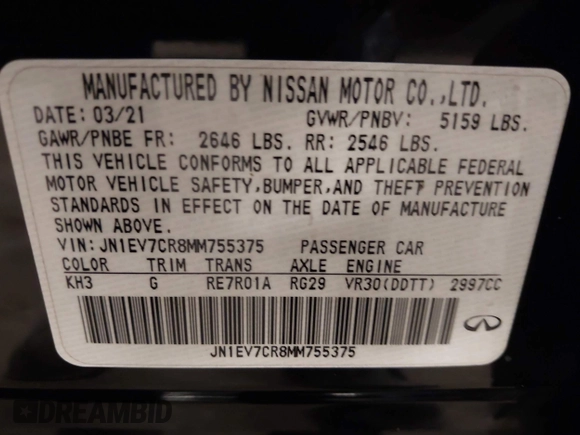 MANUFACTURED BY NISSAN MOTOR CO.,LTD.
DATE: 03/21 GVWR/PNBV: 5159 LBS.
GAWR/PNBE FR: 2646 LBS. RR: 2546 LBS.
THIS VEHICLE CONFORMS TO ALL APPLICABLE FEDERAL
MOTOR VEHICLE SAFETY,BUMPER,AND THEFT PREVENTION
STANDARDS IN EFFECT ON THE DATE OF MANUFACTURE
SHOWN ABOVE.
VIN: JN1EV7CR8MM755375 PASSENGER CAR
COLOR TRIM TRANS AXLE ENGINE
KH3 G RE7R01A RG29 VR30(DDTT) 2997CC
JN1EV7CR8MM755375
DREAMBID